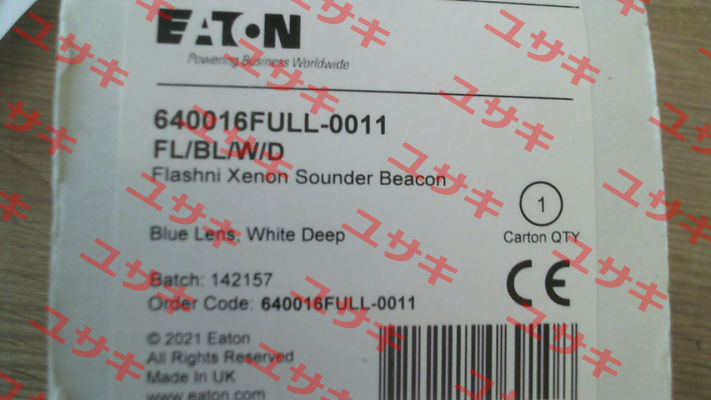 EATON
Powering Business Worldwide
640016FULL-0011
FL/BL/W/D
Flashni Xenon Sounder Beacon
1
Blue Lens, White Deep
Carton QTY
Batch: 142157
Order Code: 640016FULL-0011
CE
© 2021 Eaton
All Rights Reserved
Made in UK
www.eaton.com
ユサキ